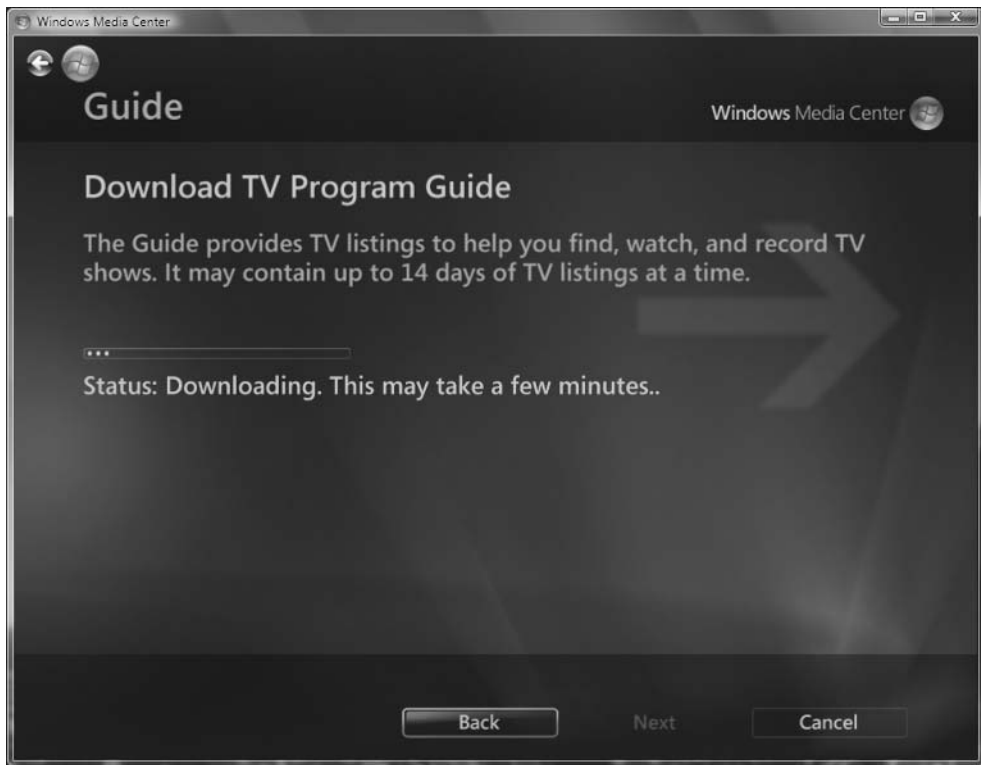 Windows Media Center
Guide
Windows Media Center
Download TV Program Guide
The Guide provides TV listings to help you find, watch, and record TV
shows. It may contain up to 14 days of TV listings at a time.
Status: Downloading. This may take a few minutes..
Back
Next
Cancel